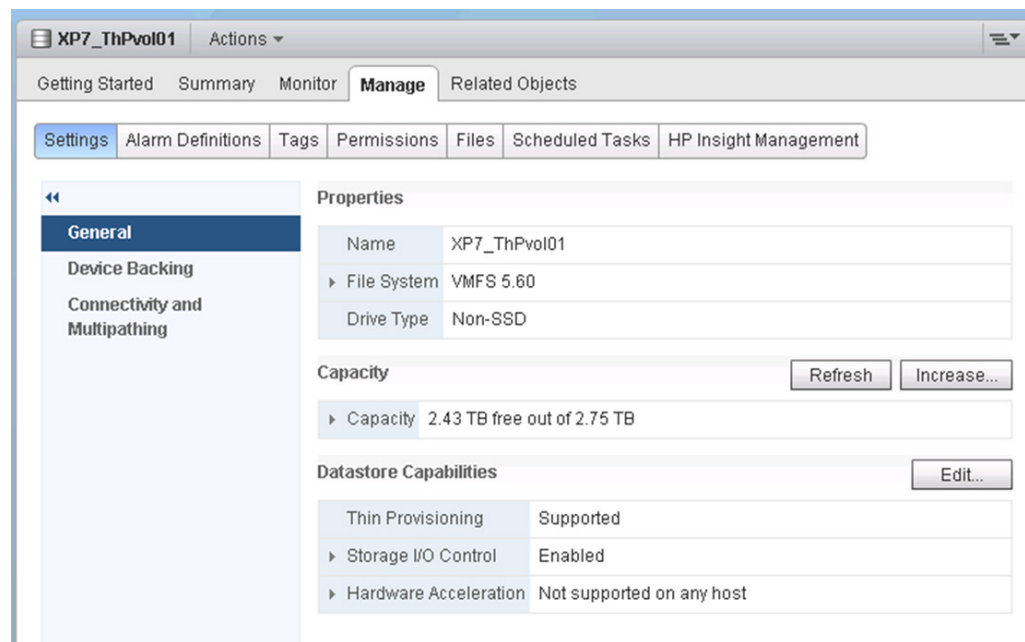 XP7_ThPvol01 Actions
Getting Started Summary Monitor Manage Related Objects
Settings Alarm Definitions Tags Permissions Files Scheduled Tasks HP Insight Management
General
Device Backing
Connectivity and
Multipathing
Properties
Name XP7_ThPvol01
File System VMFS 5.60
Drive Type Non-SSD
Capacity Refresh Increase...
Capacity 2.43 TB free out of 2.75 TB
Datastore Capabilities Edit...
Thin Provisioning Supported
Storage I/O Control Enabled
Hardware Acceleration Not supported on any host